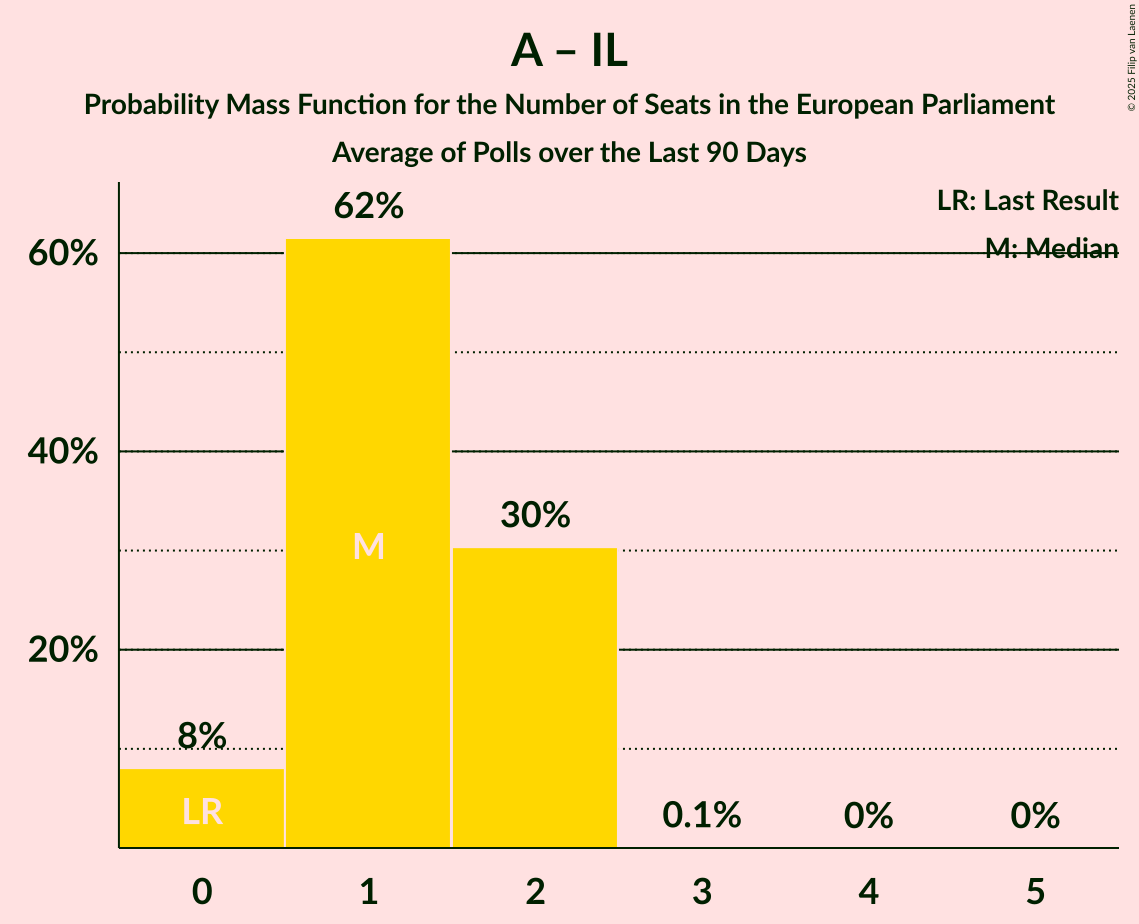 A – IL
Probability Mass Function for the Number of Seats in the European Parliament
Average of Polls over the Last 90 Days
© 2025 Filip van Laenen
LR: Last Result
M: Median
62%
60%
40%
M
30%
20%
8%
LR
0.1%
0%
0%
0
1
2
3
4
5